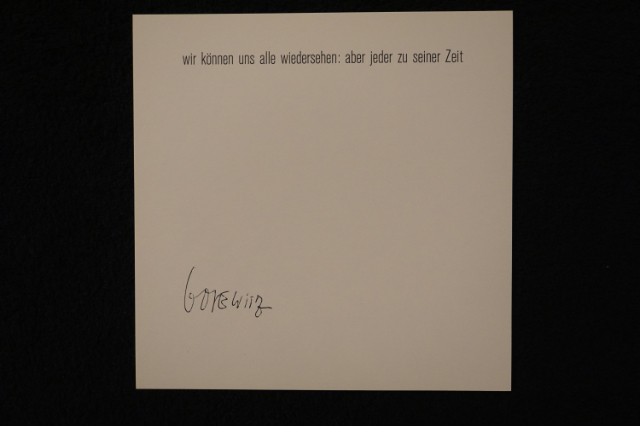 wir können uns alle wiedersehen: aber jeder zu seiner Zeit